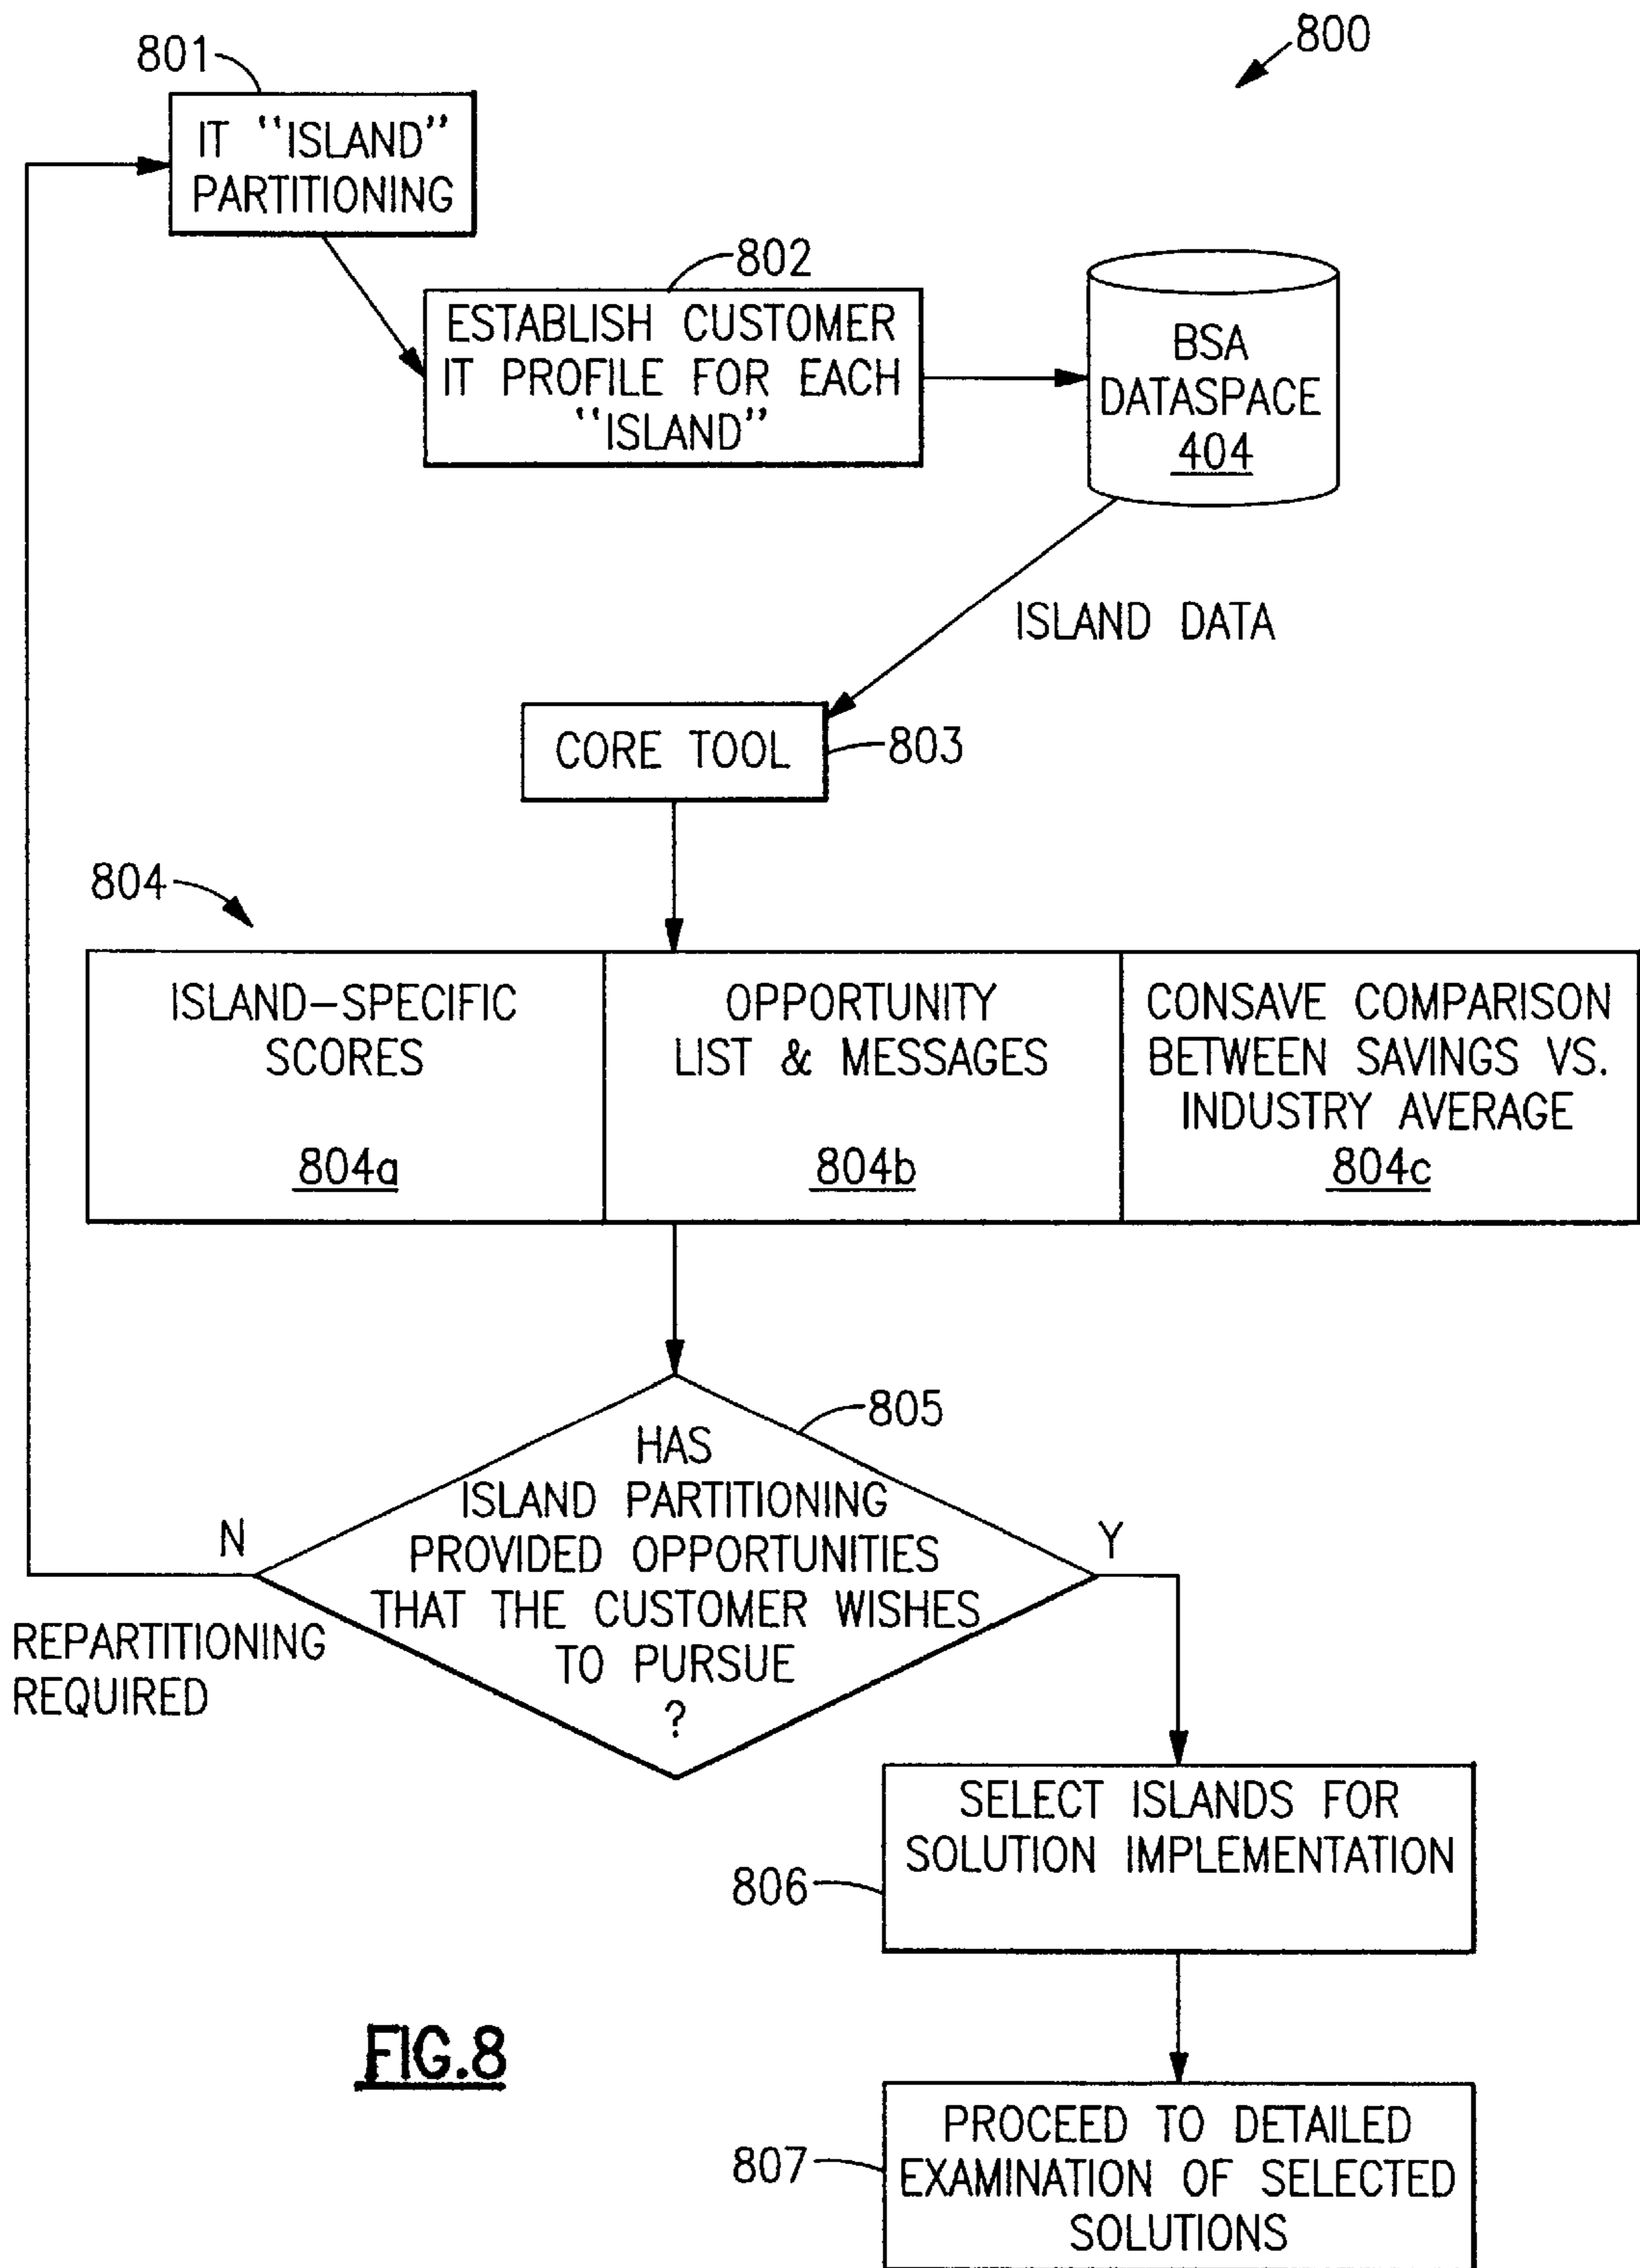 800
801
IT "ISLAND"
PARTITIONING
802
ESTABLISH CUSTOMER
IT PROFILE FOR EACH
"ISLAND"
BSA
DATASPACE
404
ISLAND DATA
CORE TOOL
803
804
ISLAND-SPECIFIC
SCORES
804a
OPPORTUNITY
LIST & MESSAGES
804b
CONSAVE COMPARISON
BETWEEN SAVINGS VS.
INDUSTRY AVERAGE
804c
805
HAS
ISLAND PARTITIONING
PROVIDED OPPORTUNITIES
THAT THE CUSTOMER WISHES
TO PURSUE
?
N
Y
REPARTITIONING
REQUIRED
SELECT ISLANDS FOR
SOLUTION IMPLEMENTATION
806
PROCEED TO DETAILED
EXAMINATION OF SELECTED
SOLUTIONS
807
FIG.8